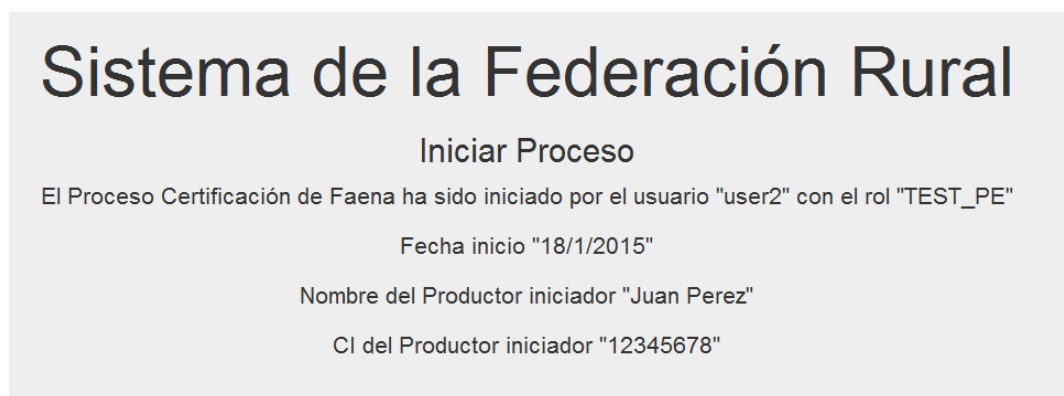 Sistema de la Federación Rural
Iniciar Proceso
El Proceso Certificación de Faena ha sido iniciado por el usuario "user2" con el rol "TEST_PE"
Fecha inicio "18/1/2015"
Nombre del Productor iniciador "Juan Perez"
CI del Productor iniciador "12345678"